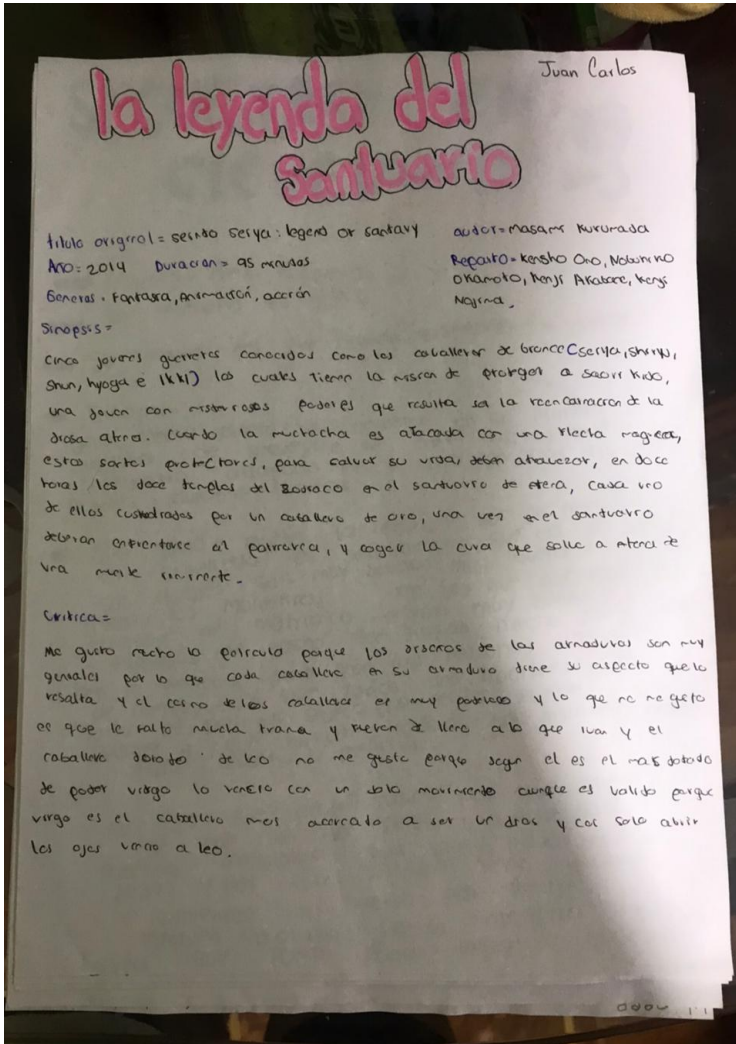 Juan Carlos
la leyenda del
Santuario
título original = seindo seiya: legend or santavy
autor = masami Kurumada
Año: 2014 Duración = 95 minutos
Reparto = Kensho Ono, Nobuhiko
Okamoto, Kenji Akabane, Kenji
Nojima.
Generos. Fantasia, Animación, acción
Sinopsis =
Cinco jovenes guerreros conocidos como los caballeros de bronce (seiya, shiryu,
Shun, hyoga e ikki) los cuales tienen la mision de proteger a saori kido,
una joven con misteriosos poderes que resulta ser la reencarnacion de la
diosa atena. Cuando la muchacha es atacada con una flecha magica,
estos protectores, para salvar su vida, deben atravezar, en doce
horas los doce templos del zodiaco en el santuario de atena, cada uno
de ellos custodiados por un caballero de oro, una vez en el santuario
deberan enfrentarse al patriarca, y coger la cura que salve a atena de
una muerte inminente.
Critica =
Me gusto mucho la pelicula porque los diseños de las armaduras son muy
geniales por lo que cada caballero en su armadura tiene su aspecto que lo
resalta y el de los caballeros es muy poderoso y lo que no me gusto
es que le falto mucha trama y fueron de lleno a lo que ivan y el
caballero dorado de leo no me gusto porque segun el es el mas dotado
de poder virgo lo vencio con un solo movimiento aunque es valido porque
virgo es el caballero mas acercado a ser un dios y con solo abrir
los ojos vencio a leo.